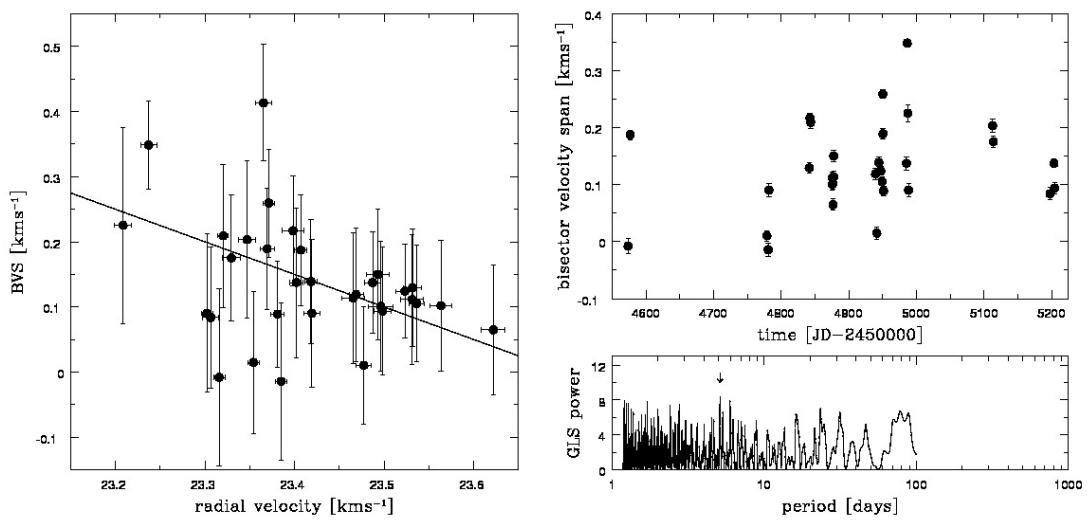 0.5
0.4
0.3
0.2
0.1
0
-0.1
BVS [kms⁻¹]
23.2 23.3 23.4 23.5 23.6
radial velocity [kms⁻¹]
0.4
0.3
0.2
0.1
0
-0.1
bisector velocity span [kms⁻¹]
4600 4700 4800 4900 5000 5100 5200
time [JD-2450000]
12
8
4
0
GLS power
1 10 100 1000
period [days]